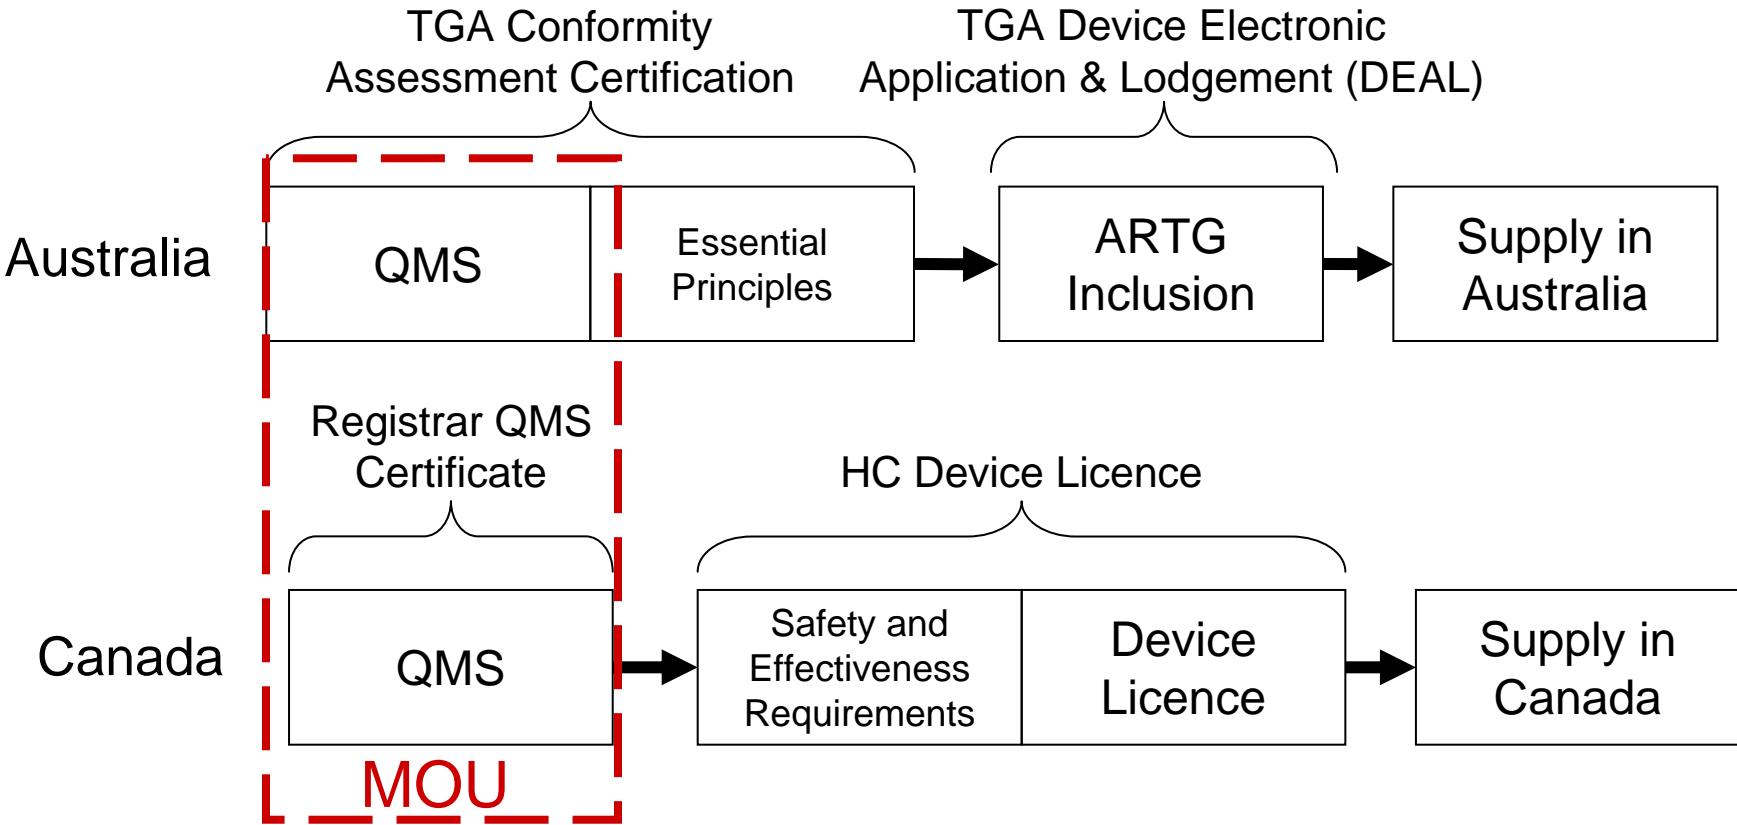 TGA Conformity
Assessment Certification
TGA Device Electronic
Application & Lodgement (DEAL)
Australia
QMS
Essential
Principles
ARTG
Inclusion
Supply in
Australia
Registrar QMS
Certificate
HC Device Licence
Canada
QMS
Safety and
Effectiveness
Requirements
Device
Licence
Supply in
Canada
MOU